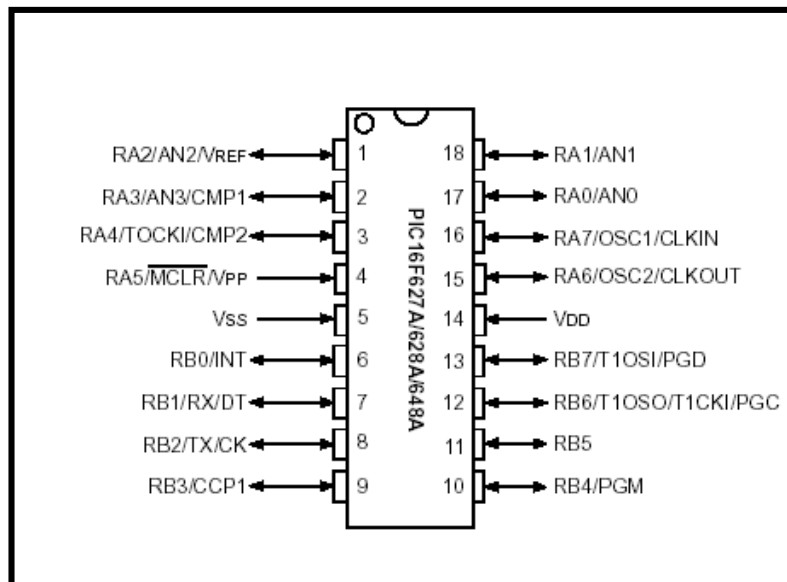 RA2/AN2/VREF 1 18 RA1/AN1
RA3/AN3/CMP1 2 17 RA0/AN0
RA4/TOCKI/CMP2 3 16 RA7/OSC1/CLKIN
RA5/MCLR/VPP 4 15 RA6/OSC2/CLKOUT
VSS 5 14 VDD
RB0/INT 6 13 RB7/T1OSI/PGD
RB1/RX/DT 7 12 RB6/T1OSO/T1CKI/PGC
RB2/TX/CK 8 11 RB5
RB3/CCP1 9 10 RB4/PGM
PIC16F627A/628A/648A